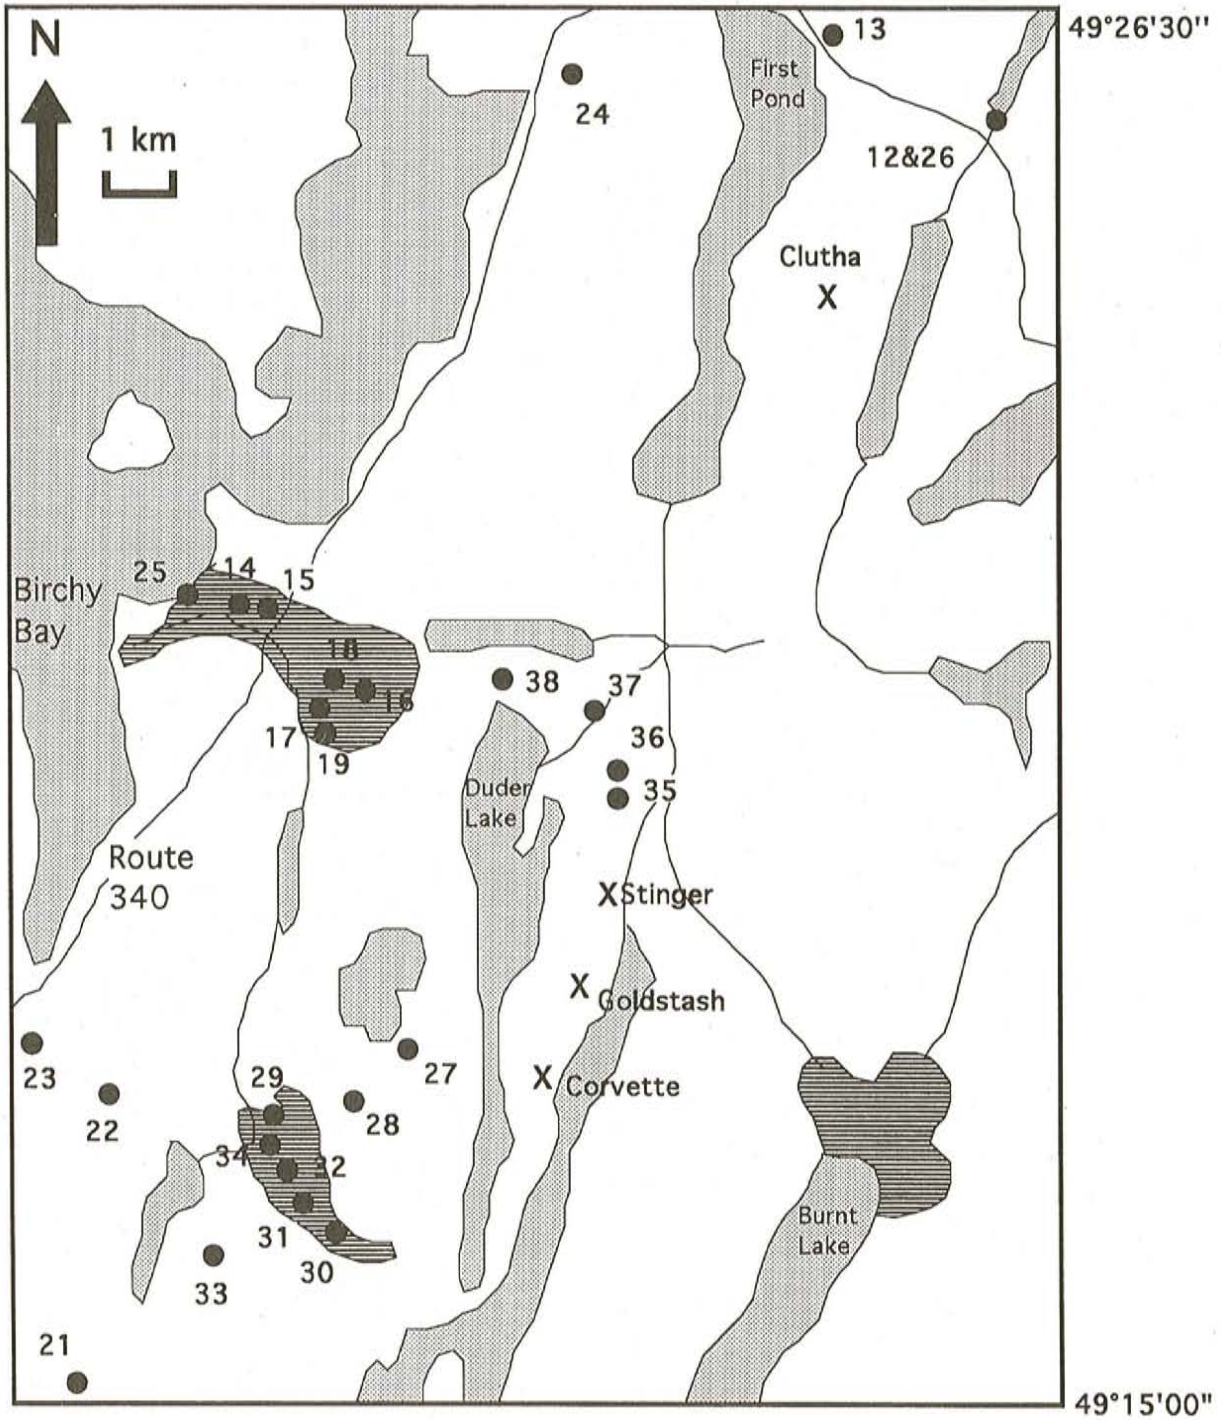 49°26'30"
N
13
First
Pond
24
1 km
12&26
Clutha
X
25
14
15
Birchy
Bay
18
38
37
16
17
36
19
35
Duder
Lake
Route
340
XStinger
X Goldstash
23
27
29
X Corvette
22
28
34
32
Burnt
Lake
31
30
33
21
49°15'00"